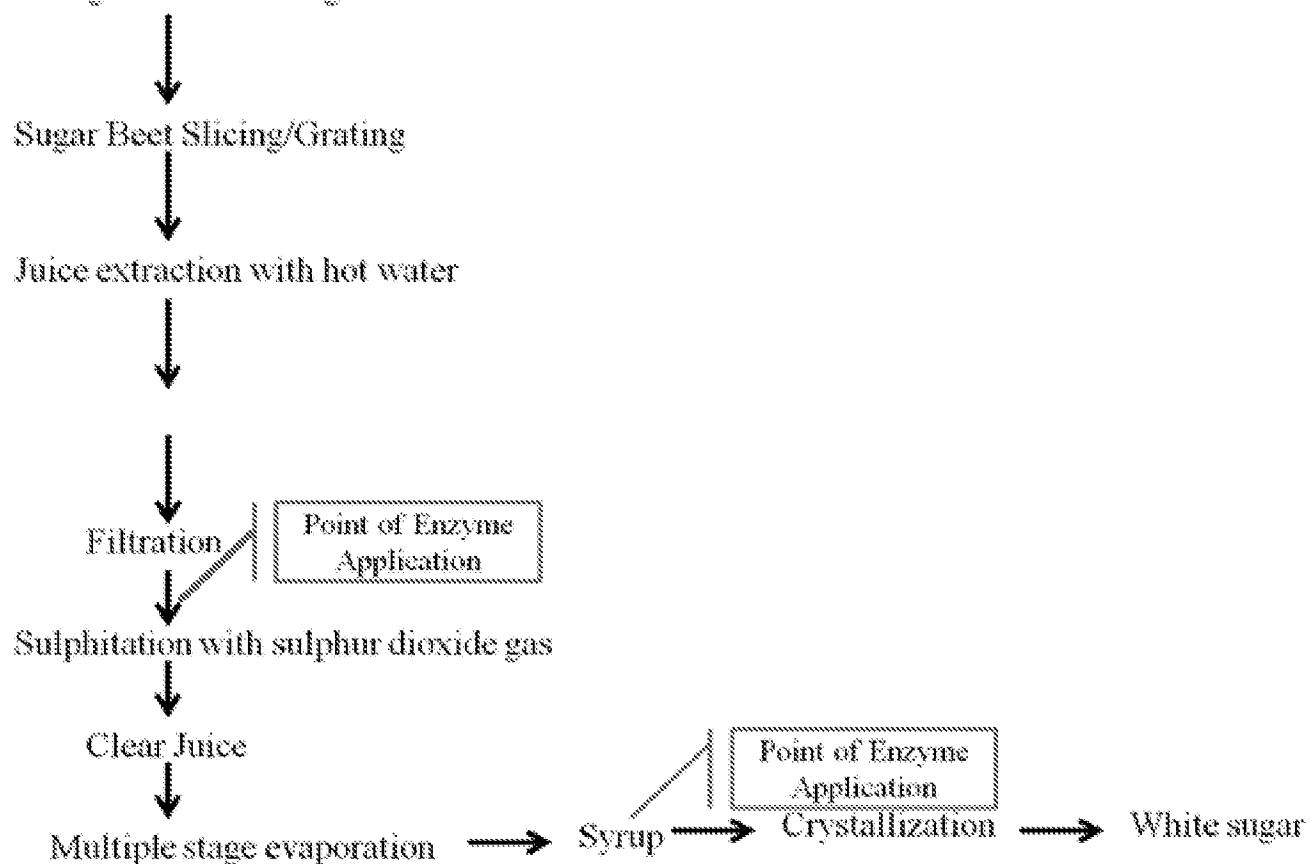 Sugar Beet Slicing/Grating
Juice extraction with hot water
Filtration
Point of Enzyme
Application
Sulphitation with sulphur dioxide gas
Clear Juice
Point of Enzyme
Application
Multiple stage evaporation
Syrup
Crystallization
White sugar